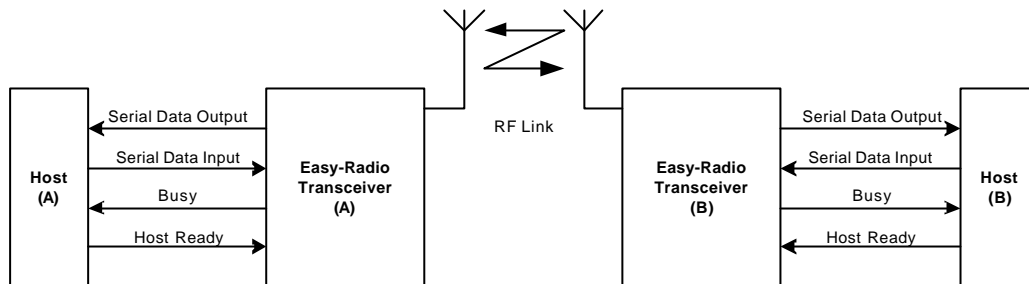 Serial Data Output
Serial Data Input
Busy
Host Ready
Host
(A)
Easy-Radio
Transceiver
(A)
RF Link
Easy-Radio
Transceiver
(B)
Serial Data Output
Serial Data Input
Busy
Host Ready
Host
(B)